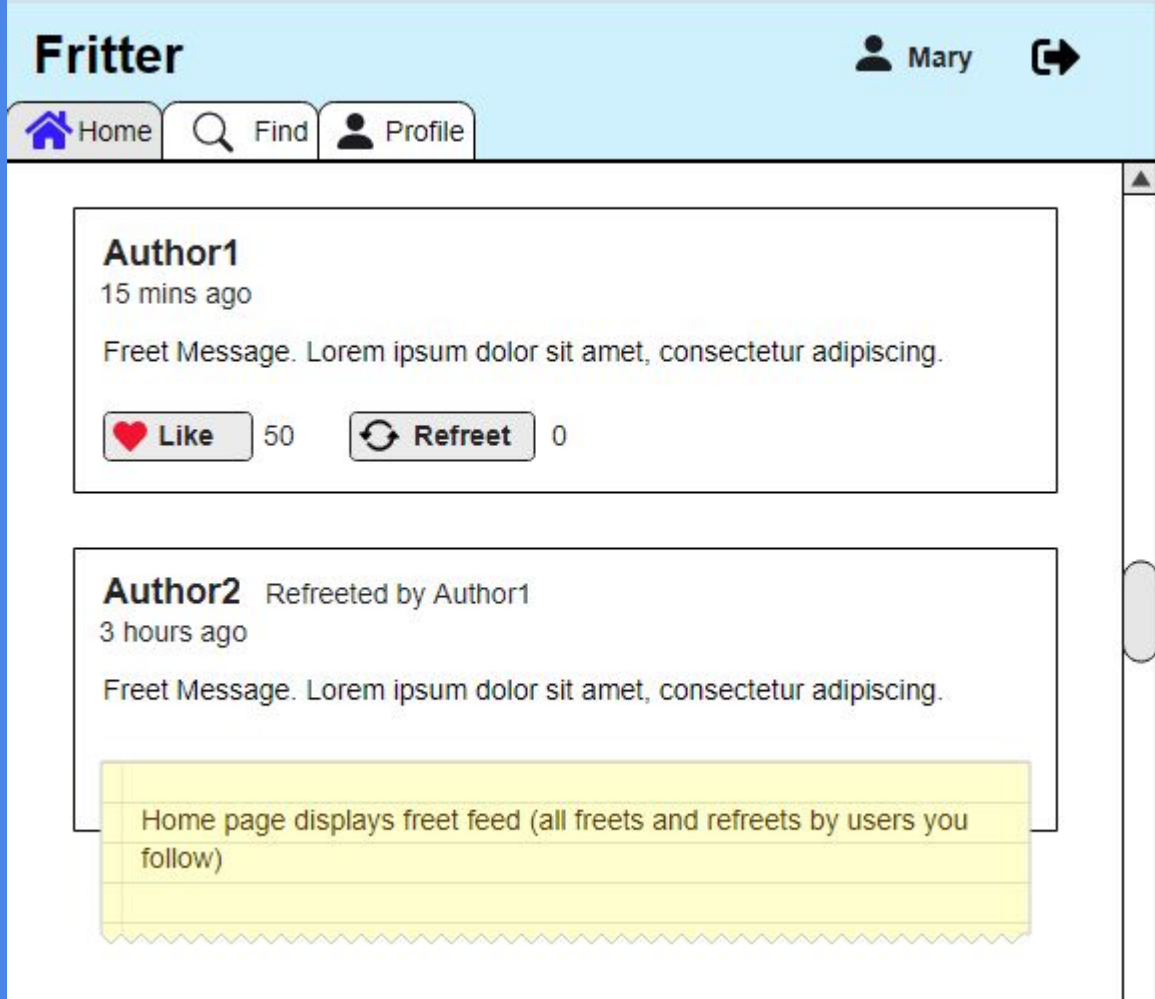 Fritter
Mary
Home
Find
Profile
Author1
15 mins ago
Freet Message. Lorem ipsum dolor sit amet, consectetur adipiscing.
Like 50 Refreet 0
Author2 Refreeted by Author1
3 hours ago
Freet Message. Lorem ipsum dolor sit amet, consectetur adipiscing.
Home page displays freet feed (all freets and refreets by users you
follow)